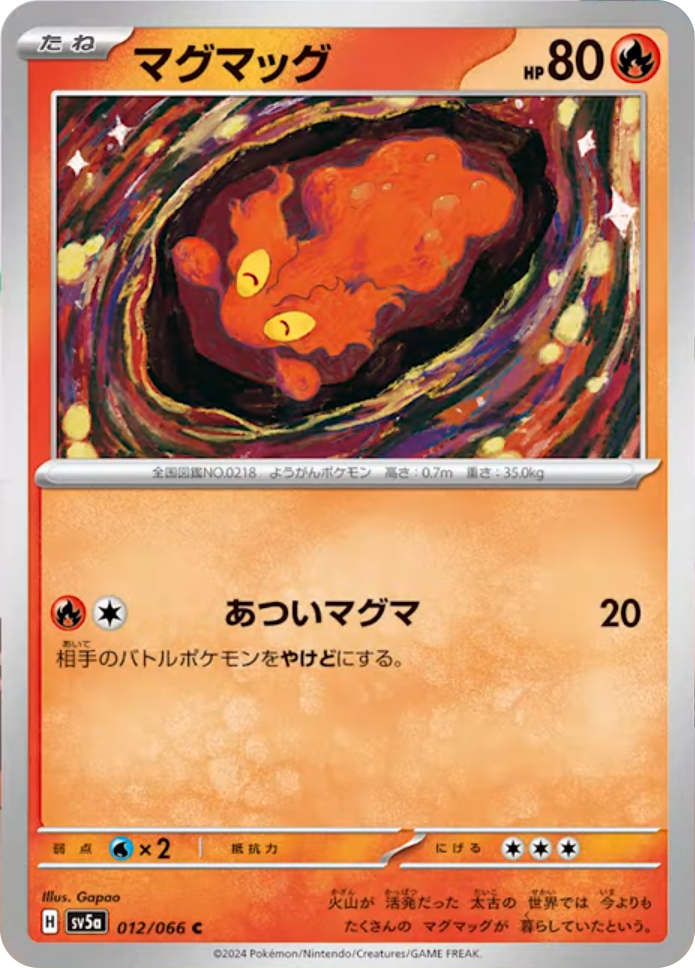 たね マグマッグ HP 80
全国図鑑NO.0218 ようがんポケモン 高さ：0.7m 重さ：35.0kg
あついマグマ 20
相手のバトルポケモンをやけどにする。
弱点 ×2 抵抗力 にげる
Illus. Gapao
火山が 活発だった 太古の 世界では 今よりも
たくさんの マグマッグが 暮らしていたという。
H sv5a 012/066 C
©2024 Pokémon/Nintendo/Creatures/GAME FREAK.